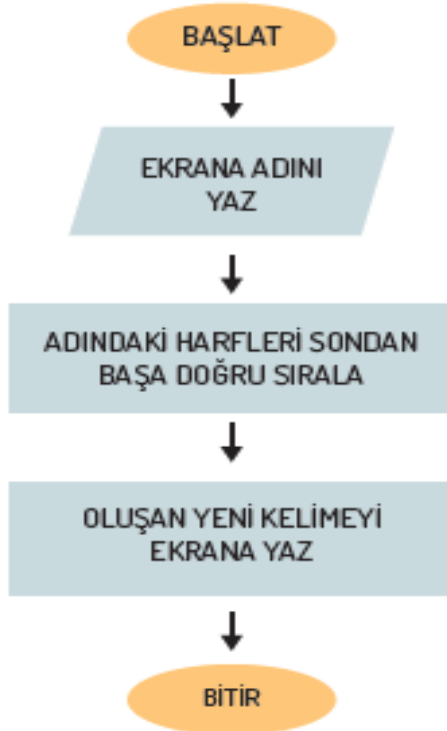 BAŞLAT
EKRANA ADINI
YAZ
ADINDAKİ HARFLERİ SONDAN
BAŞA DOĞRU SIRALA
OLUŞAN YENİ KELİMEYİ
EKRANA YAZ
BİTİR